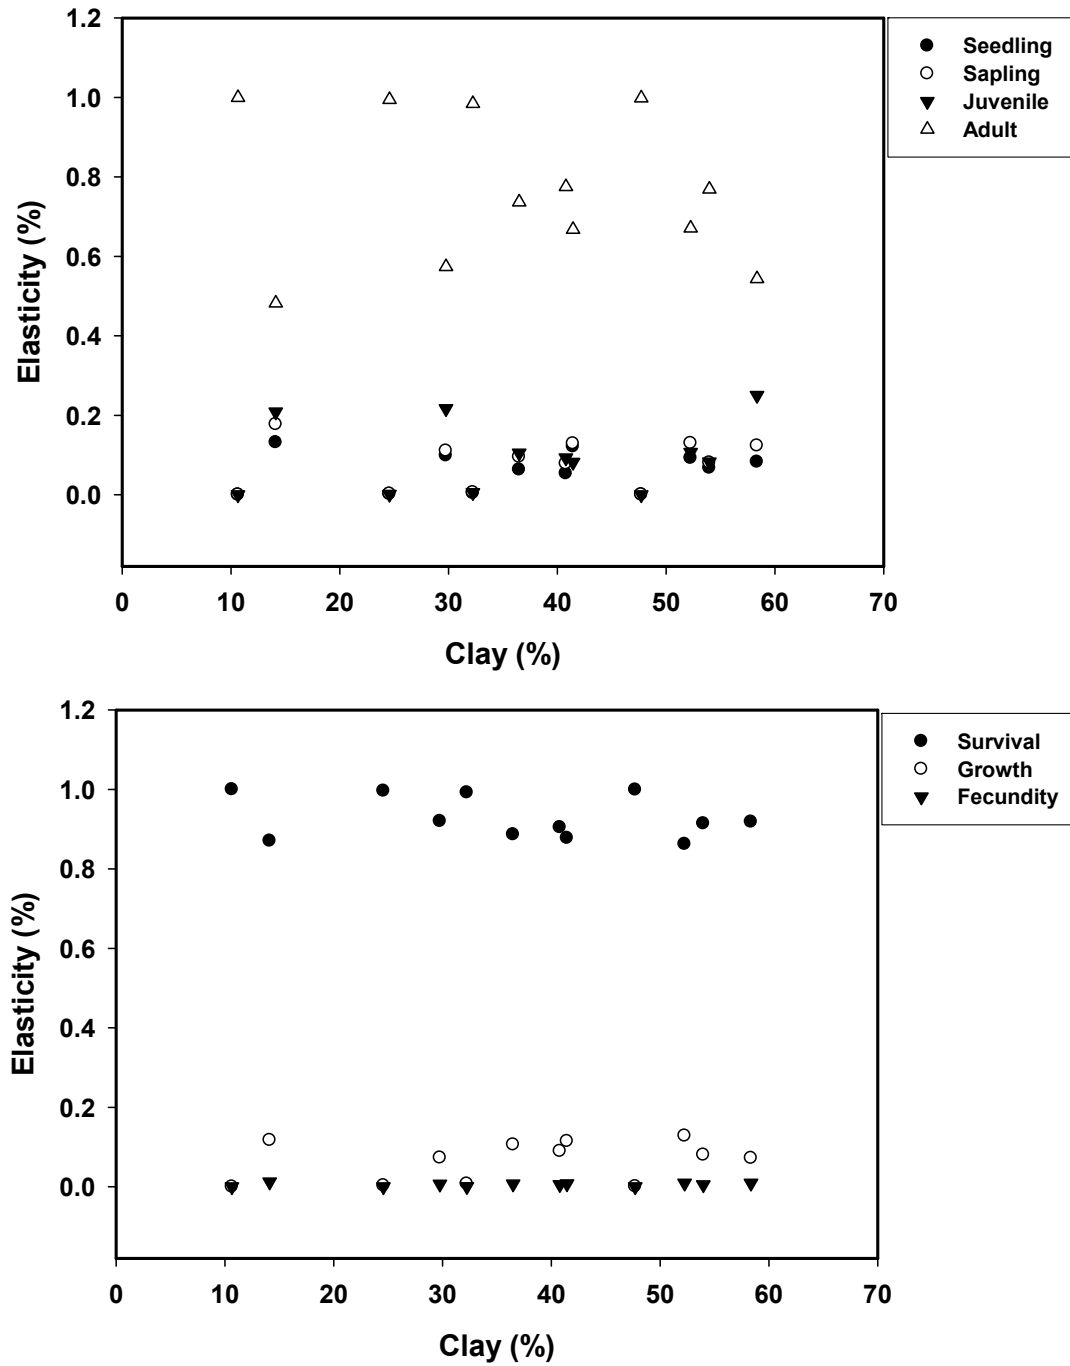 1.2
1.0
0.8
0.6
0.4
0.2
0.0
Elasticity (%)
0 10 20 30 40 50 60 70
Clay (%)
Seedling
Sapling
Juvenile
Adult
1.2
1.0
0.8
0.6
0.4
0.2
0.0
Elasticity (%)
0 10 20 30 40 50 60 70
Clay (%)
Survival
Growth
Fecundity